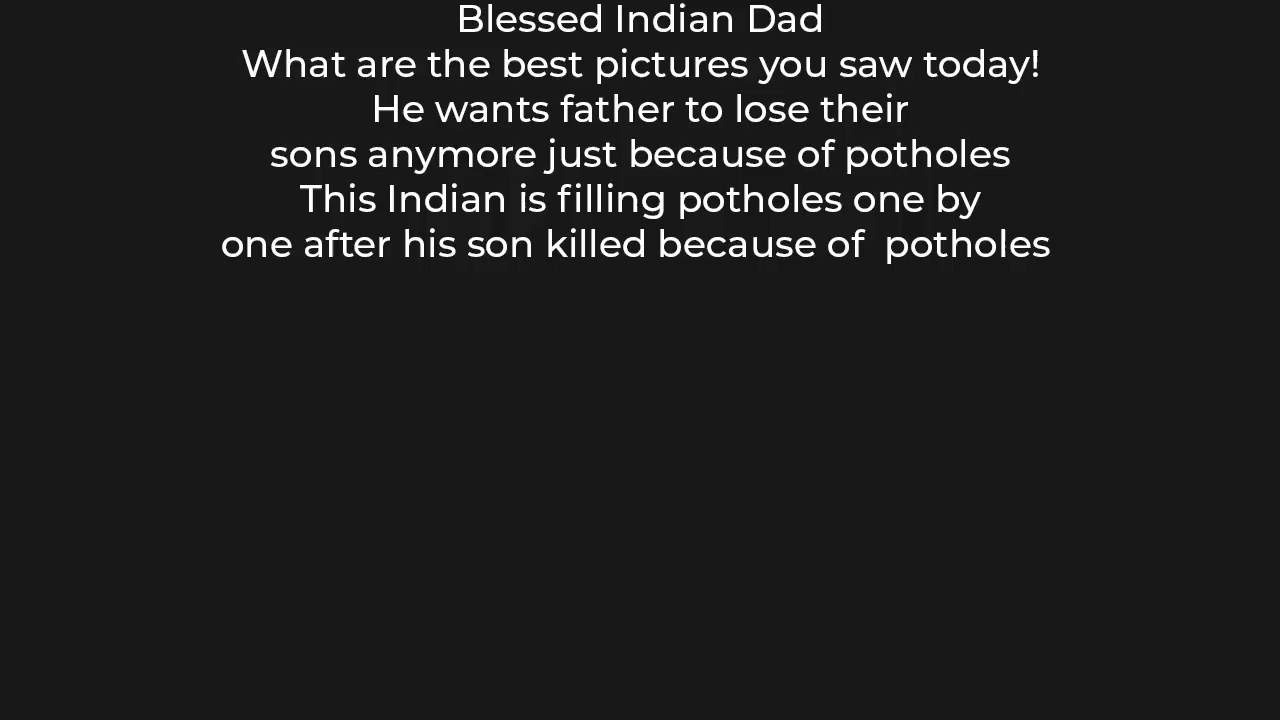 Blessed Indian Dad
What are the best pictures you saw today!
He wants father to lose their
sons anymore just because of potholes
This Indian is filling potholes one by
one after his son killed because of  potholes